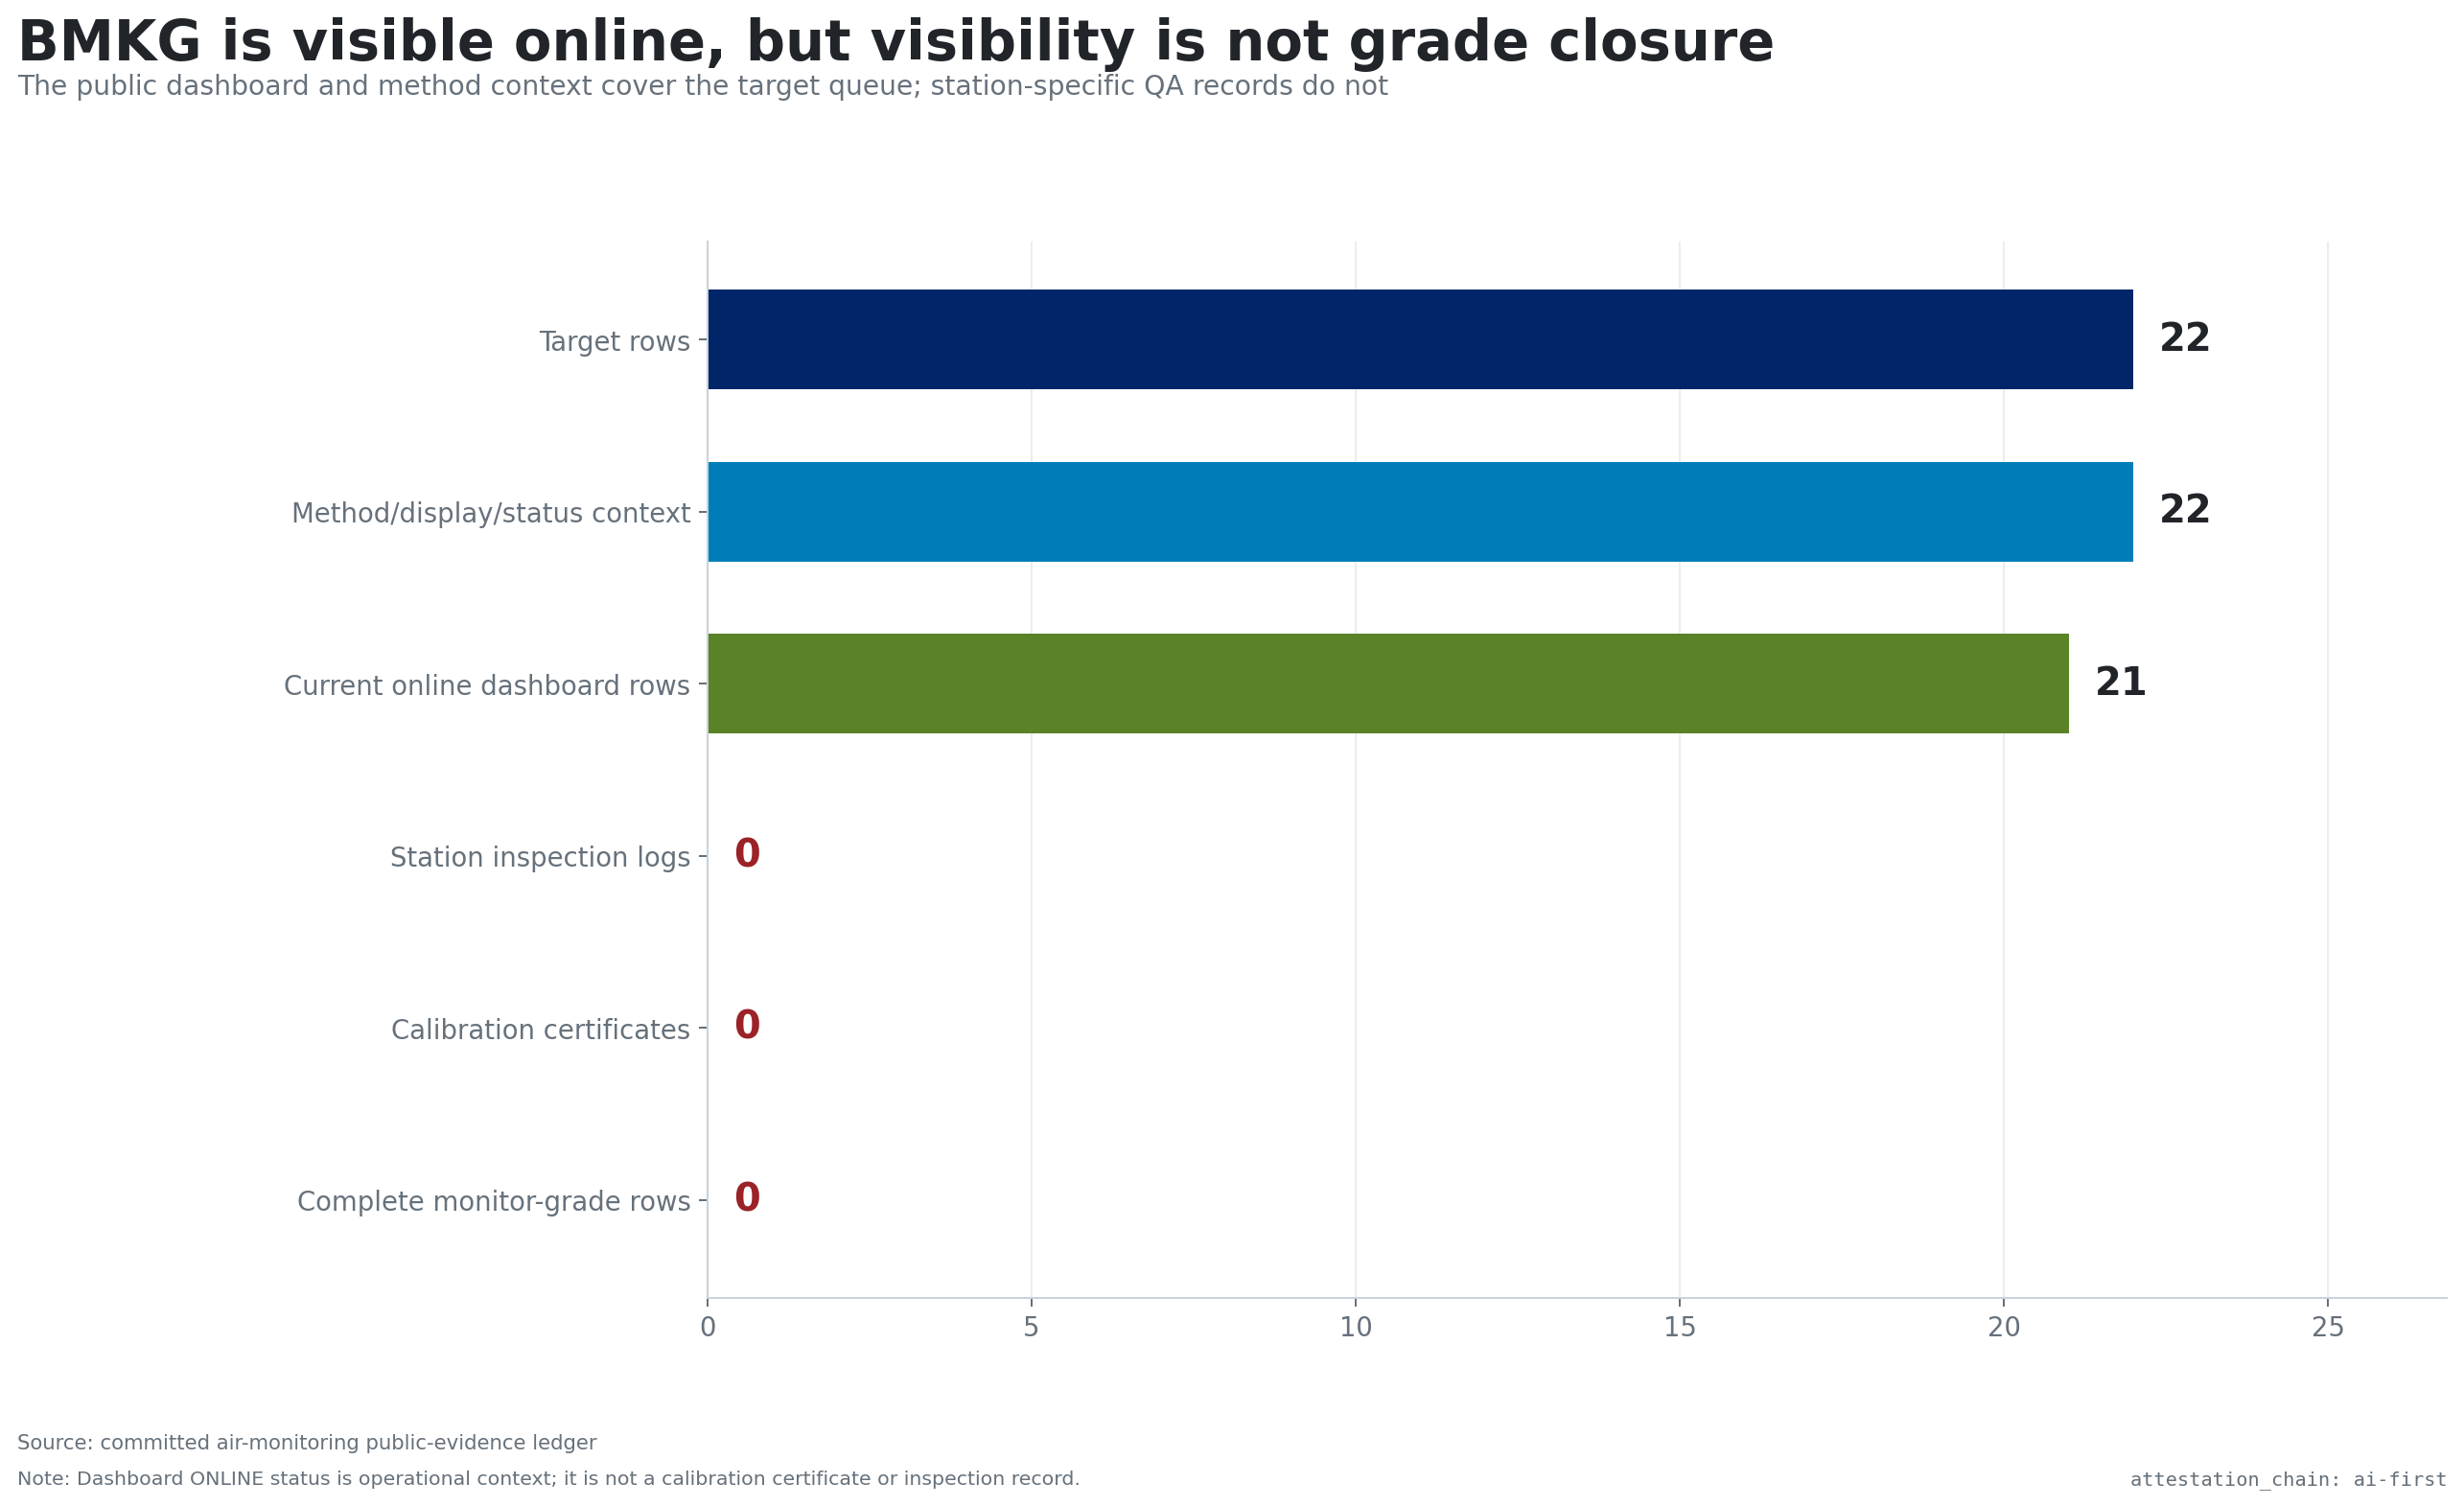 BMKG is visible online, but visibility is not grade closure
The public dashboard and method context cover the target queue; station-specific QA records do not
Target rows
22
Method/display/status context
22
Current online dashboard rows
21
Station inspection logs
0
Calibration certificates
0
Complete monitor-grade rows
0
0 5 10 15 20 25
Source: committed air-monitoring public-evidence ledger
Note: Dashboard ONLINE status is operational context; it is not a calibration certificate or inspection record.
attestation_chain: ai-first